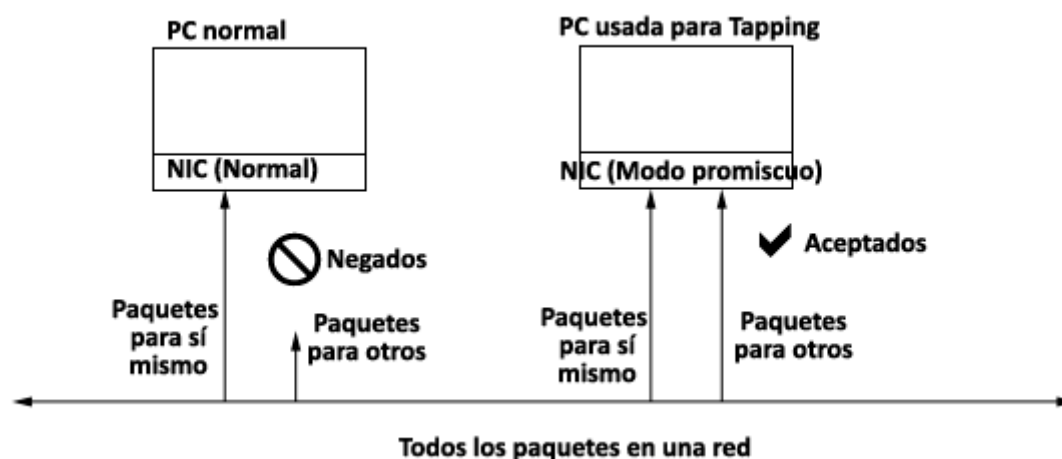 PC normal
PC usada para Tapping
NIC (Normal)
NIC (Modo promiscuo)
Negados
Aceptados
Paquetes
para sí
mismo
Paquetes
para otros
Paquetes
para sí
mismo
Paquetes
para otros
Todos los paquetes en una red